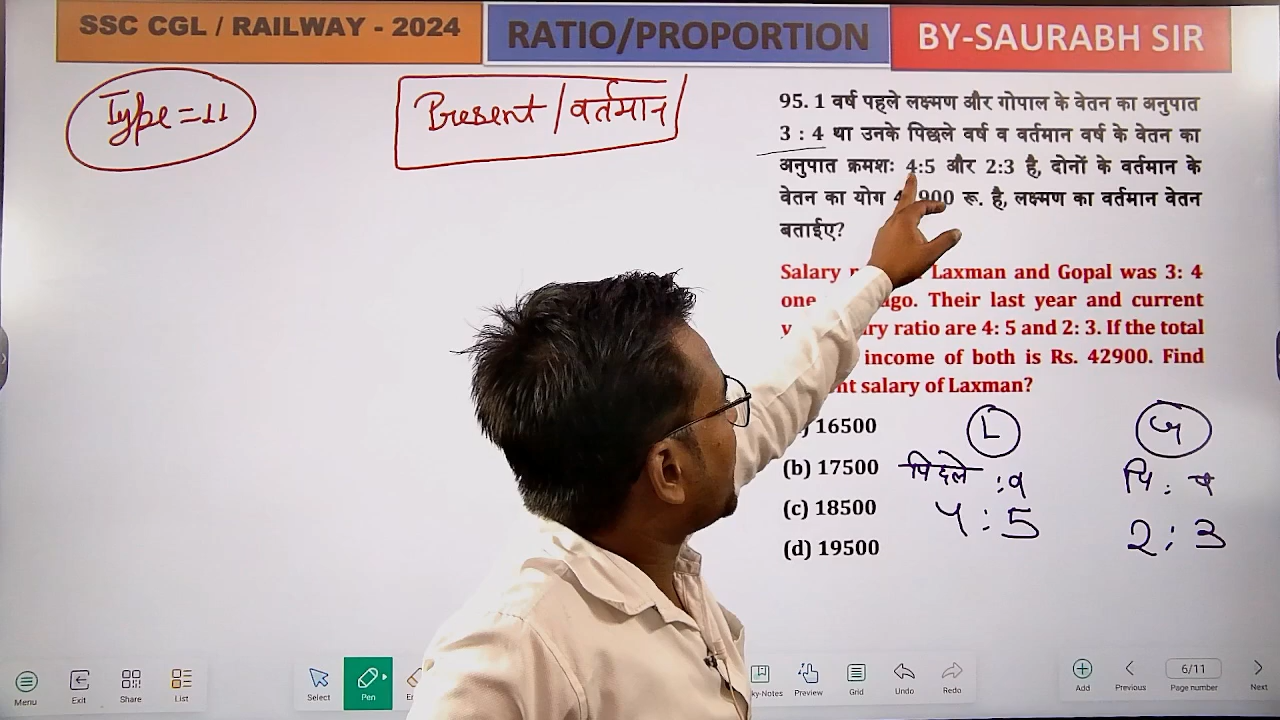 SSC CGL / RAILWAY - 2024
RATIO/PROPORTION
BY-SAURABH SIR
Type = 11
Present / वर्तमान
95. 1 वर्ष पहले लक्ष्मण और गोपाल के वेतन का अनुपात
3 : 4 था उनके पिछले वर्ष व वर्तमान वर्ष के वेतन का
अनुपात क्रमशः 4:5 और 2:3 है, दोनों के वर्तमान के
वेतन का योग 900 रू. है, लक्ष्मण का वर्तमान वेतन
बताईए?
Salary Laxman and Gopal was 3: 4
one ago. Their last year and current
ratio are 4: 5 and 2: 3. If the total
income of both is Rs. 42900. Find
salary of Laxman?
16500
(b) 17500
(c) 18500
(d) 19500
L
पिछले : व
4 : 5
पि : व
2 : 3
Menu
Exit
Share
List
Select
Pen
Preview
Grid
Undo
Redo
Add
Previous
6/11
Page number
Next